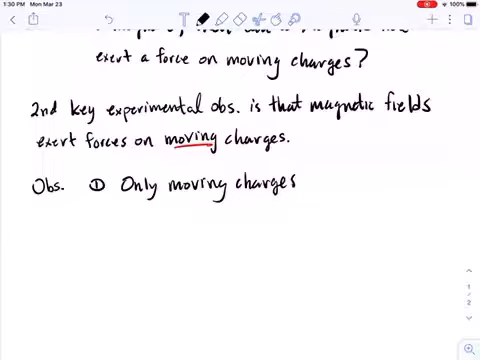 1:30 PM Mon Mar 23
100%
exert a force on moving charges?
2nd key experimental obs. is that magnetic fields
exert forces on moving charges.
Obs. ① Only moving charges
1
2